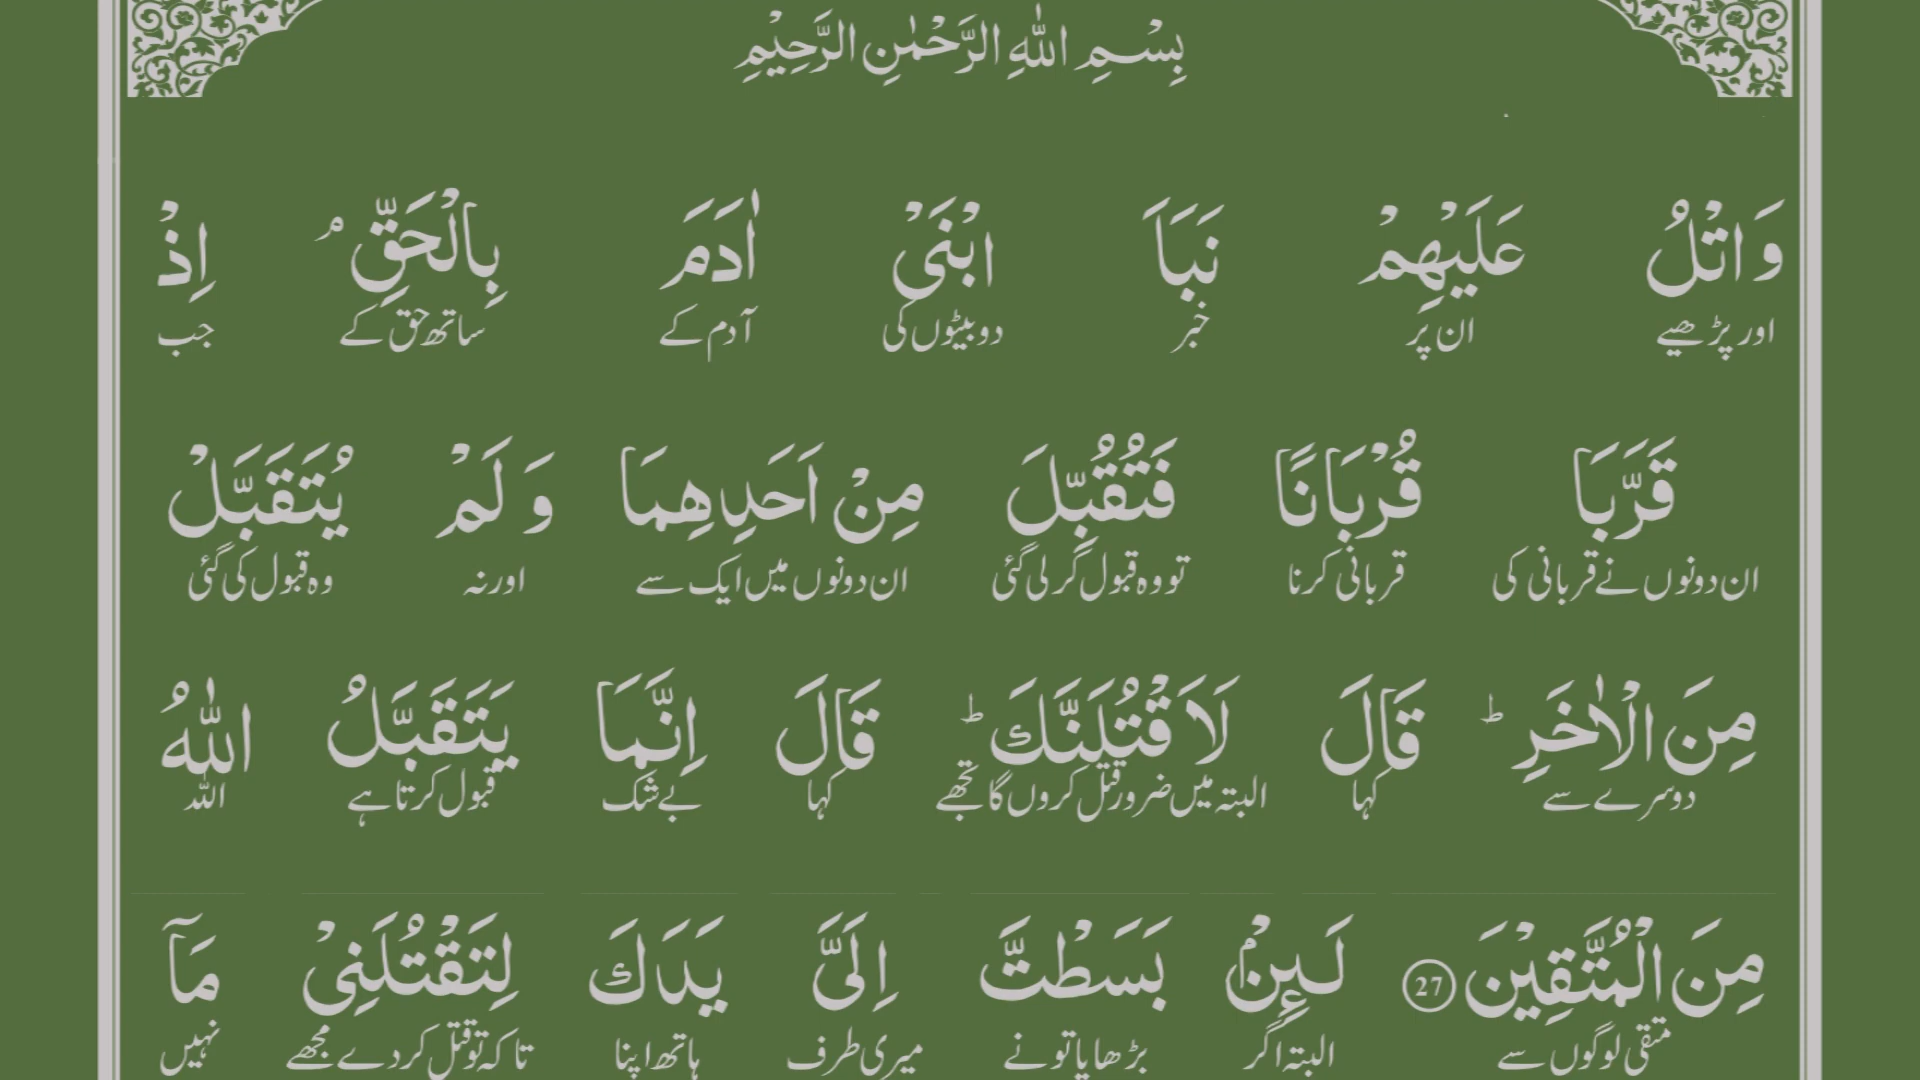 بِسْمِ اللّٰهِ الرَّحْمٰنِ الرَّحِيْمِ
وَاتْلُ عَلَيْهِمْ نَبَاَ ابْنَيْ اٰدَمَ بِالْحَقِّ ۘ اِذْ
اور پڑھیے ان پر خبر دو بیٹوں کی آدم کے ساتھ حق کے جب
قَرَّبَا قُرْبَانًا فَتُقُبِّلَ مِنْ اَحَدِهِمَا وَلَمْ يُتَقَبَّلْ
ان دونوں نے قربانی کی قربانی کرنا تو وہ قبول کر لی گئی ان دونوں میں ایک سے اور نہ وہ قبول کی گئی
مِنَ الْاٰخَرِ ؕ قَالَ لَاَقْتُلَنَّكَ ؕ قَالَ اِنَّمَا يَتَقَبَّلُ اللّٰهُ
دوسرے سے کہا البتہ میں ضرور قتل کروں گا تجھے کہا بے شک قبول کرتا ہے اللہ
مِنَ الْمُتَّقِيْنَ 27 لَىِٕنْۢ بَسَطْتَّ اِلَيَّ يَدَكَ لِتَقْتُلَنِيْ مَاۤ
متقی لوگوں سے البتہ اگر بڑھایا تو نے میری طرف ہاتھ اپنا تاکہ تو قتل کر دے مجھے نہیں